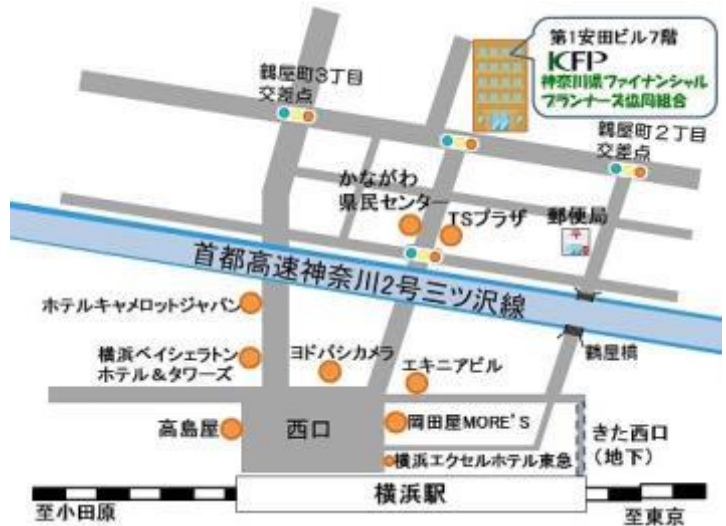 第1安田ビル7階
KFP
神奈川県ファイナンシャル
プランナーズ協同組合
鶴屋町3丁目
交差点
鶴屋町2丁目
交差点
かながわ
県民センター
TSプラザ
郵便局
〒
首都高速神奈川2号三ツ沢線
ホテルキャメロットジャパン
鶴屋橋
横浜ベイシェラトン
ホテル&タワーズ
ヨドバシカメラ
エキニアビル
高島屋
西口
岡田屋MORE'S
きた西口
(地下)
横浜エクセルホテル東急
横浜駅
至小田原
至東京